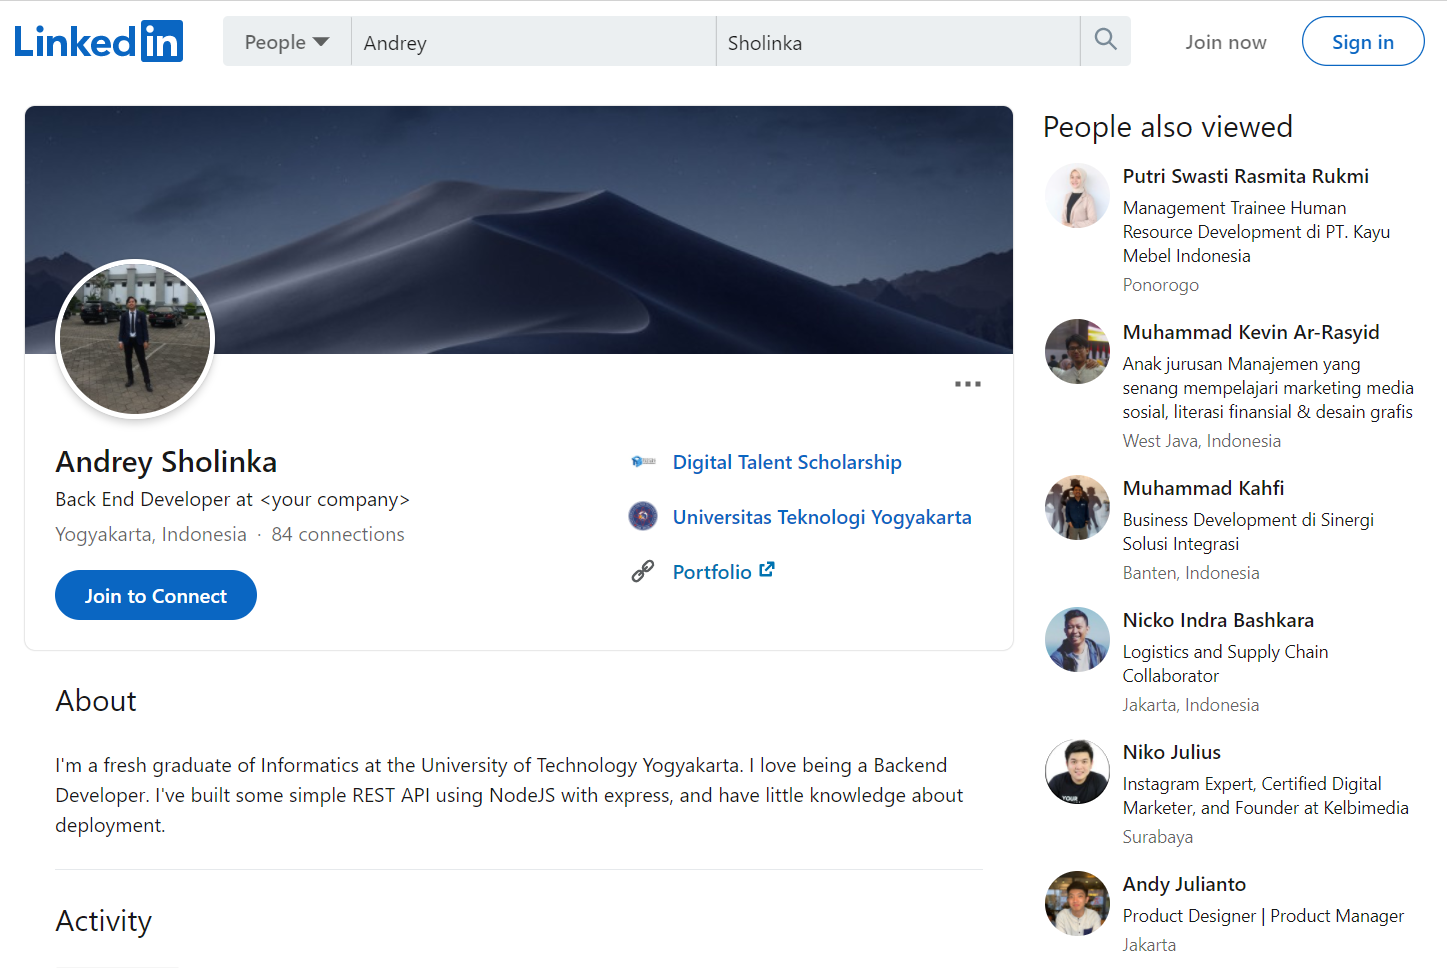 Linked in
People
Andrey
Sholinka
Join now
Sign in
Andrey Sholinka
Back End Developer at <your company>
Yogyakarta, Indonesia · 84 connections
Join to Connect
Digital Talent Scholarship
Universitas Teknologi Yogyakarta
Portfolio
About
I'm a fresh graduate of Informatics at the University of Technology Yogyakarta. I love being a Backend
Developer. I've built some simple REST API using NodeJS with express, and have little knowledge about
deployment.
Activity
People also viewed
Putri Swasti Rasmita Rukmi
Management Trainee Human
Resource Development di PT. Kayu
Mebel Indonesia
Ponorogo
Muhammad Kevin Ar-Rasyid
Anak jurusan Manajemen yang
senang mempelajari marketing media
sosial, literasi finansial & desain grafis
West Java, Indonesia
Muhammad Kahfi
Business Development di Sinergi
Solusi Integrasi
Banten, Indonesia
Nicko Indra Bashkara
Logistics and Supply Chain
Collaborator
Jakarta, Indonesia
Niko Julius
Instagram Expert, Certified Digital
Marketer, and Founder at Kelbimedia
Surabaya
Andy Julianto
Product Designer | Product Manager
Jakarta